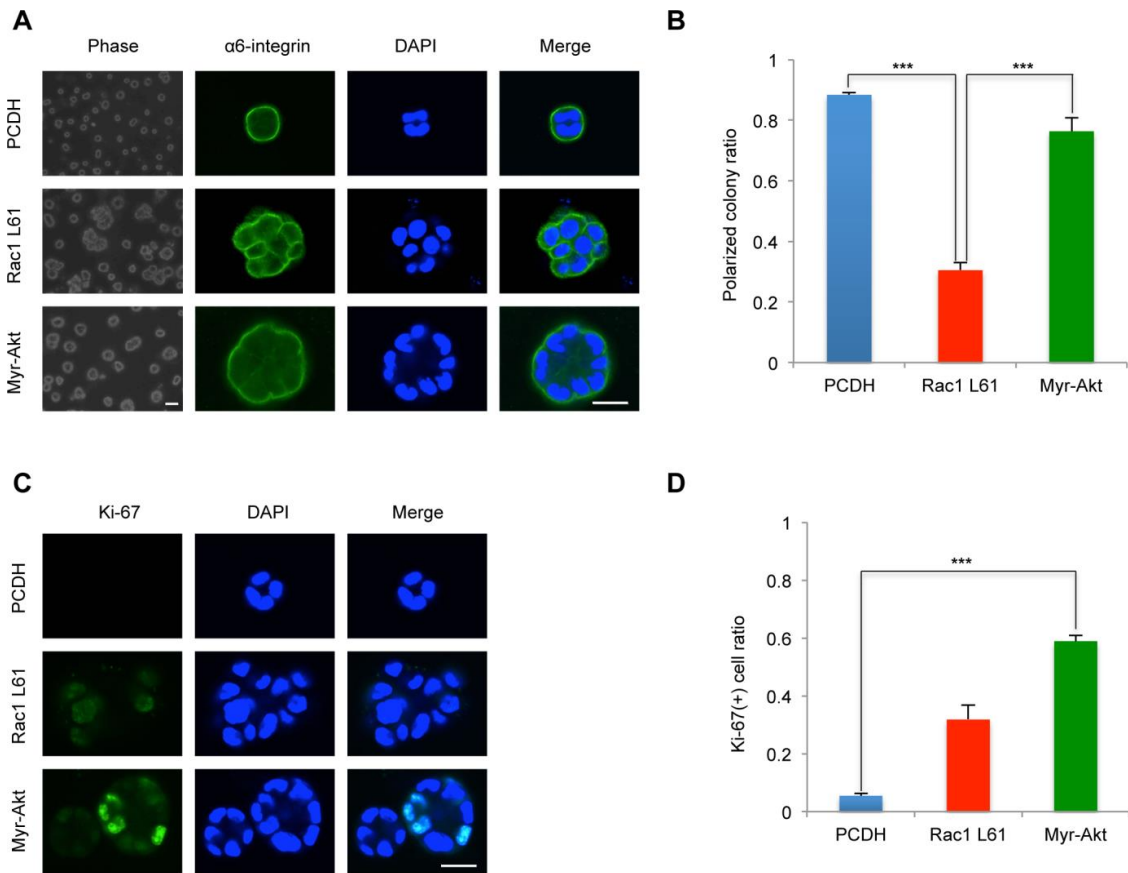 A
Phase α6-integrin DAPI Merge
PCDH
Rac1 L61
Myr-Akt
B
*** ***
Polarized colony ratio
1
0.8
0.6
0.4
0.2
0
PCDH Rac1 L61 Myr-Akt
C
Ki-67 DAPI Merge
PCDH
Rac1 L61
Myr-Akt
D
***
Ki-67(+) cell ratio
1
0.8
0.6
0.4
0.2
0
PCDH Rac1 L61 Myr-Akt